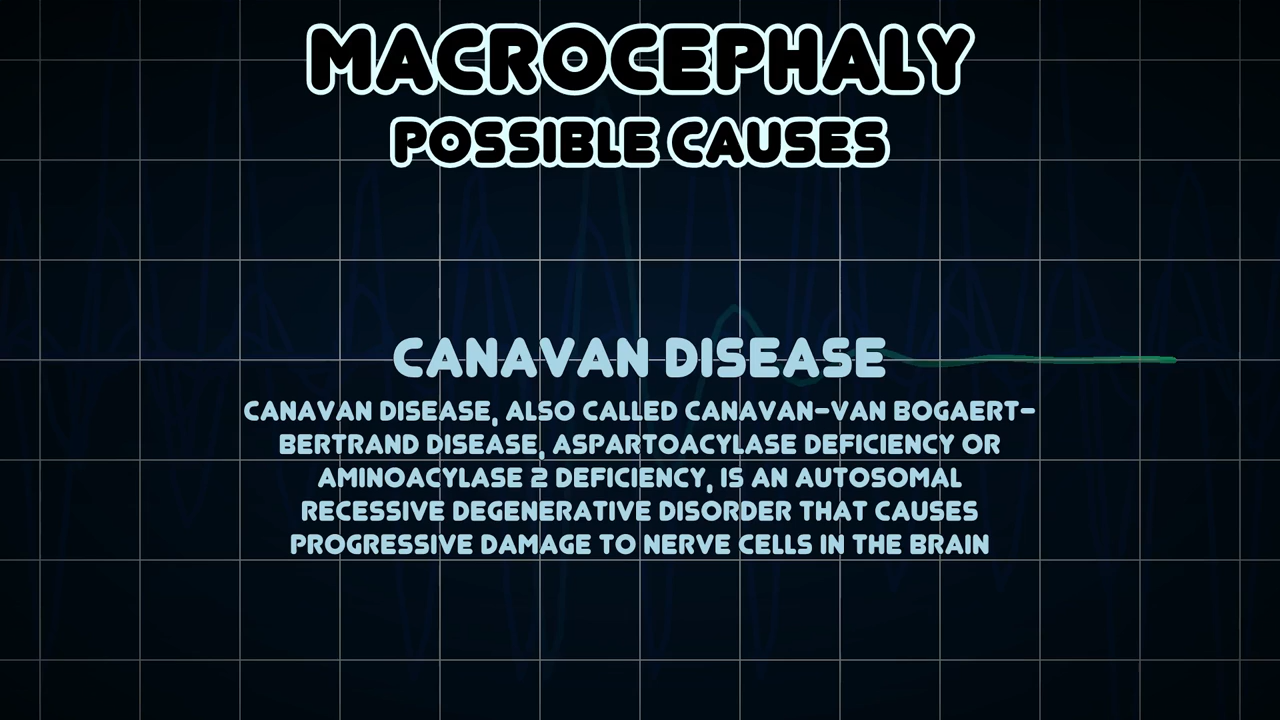 MACROCEPHALY
POSSIBLE CAUSES
CANAVAN DISEASE
CANAVAN DISEASE, ALSO CALLED CANAVAN-VAN BOGAERT-
BERTRAND DISEASE, ASPARTOACYLASE DEFICIENCY OR
AMINOACYLASE 2 DEFICIENCY, IS AN AUTOSOMAL
RECESSIVE DEGENERATIVE DISORDER THAT CAUSES
PROGRESSIVE DAMAGE TO NERVE CELLS IN THE BRAIN